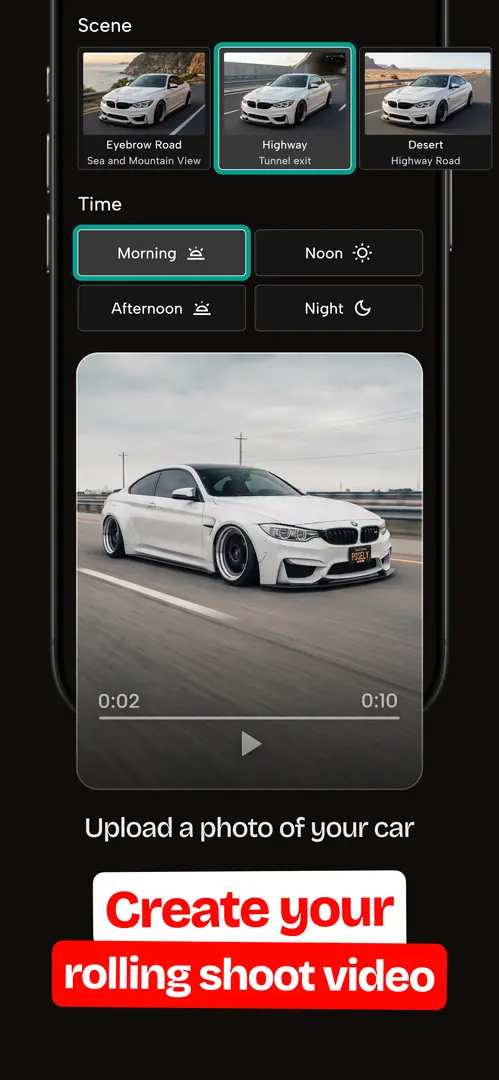 Scene
Eyebrow Road
Sea and Mountain View
Highway
Tunnel exit
Desert
Highway Road
Time
Morning
Noon
Afternoon
Night
POSELY
0:02
0:10
Upload a photo of your car
Create your
rolling shoot video